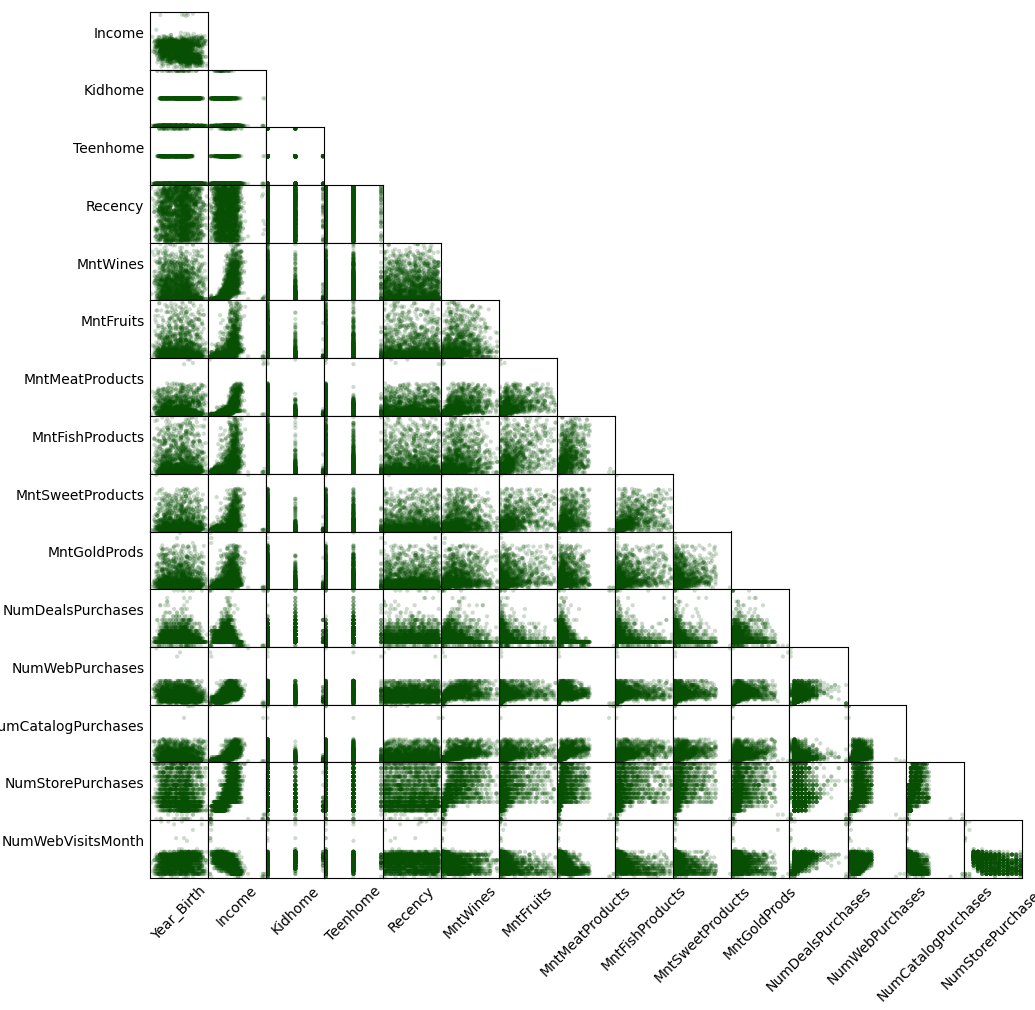 Income
Kidhome
Teenhome
Recency
MntWines
MntFruits
MntMeatProducts
MntFishProducts
MntSweetProducts
MntGoldProds
NumDealsPurchases
NumWebPurchases
umCatalogPurchases
NumStorePurchases
NumWebVisitsMonth
Year_Birth
Income
Kidhome
Teenhome
Recency
MntWines
MntFruits
MntMeatProducts
MntFishProducts
MntSweetProducts
MntGoldProds
NumDealsPurchases
NumWebPurchases
NumCatalogPurchases
NumStorePurchase